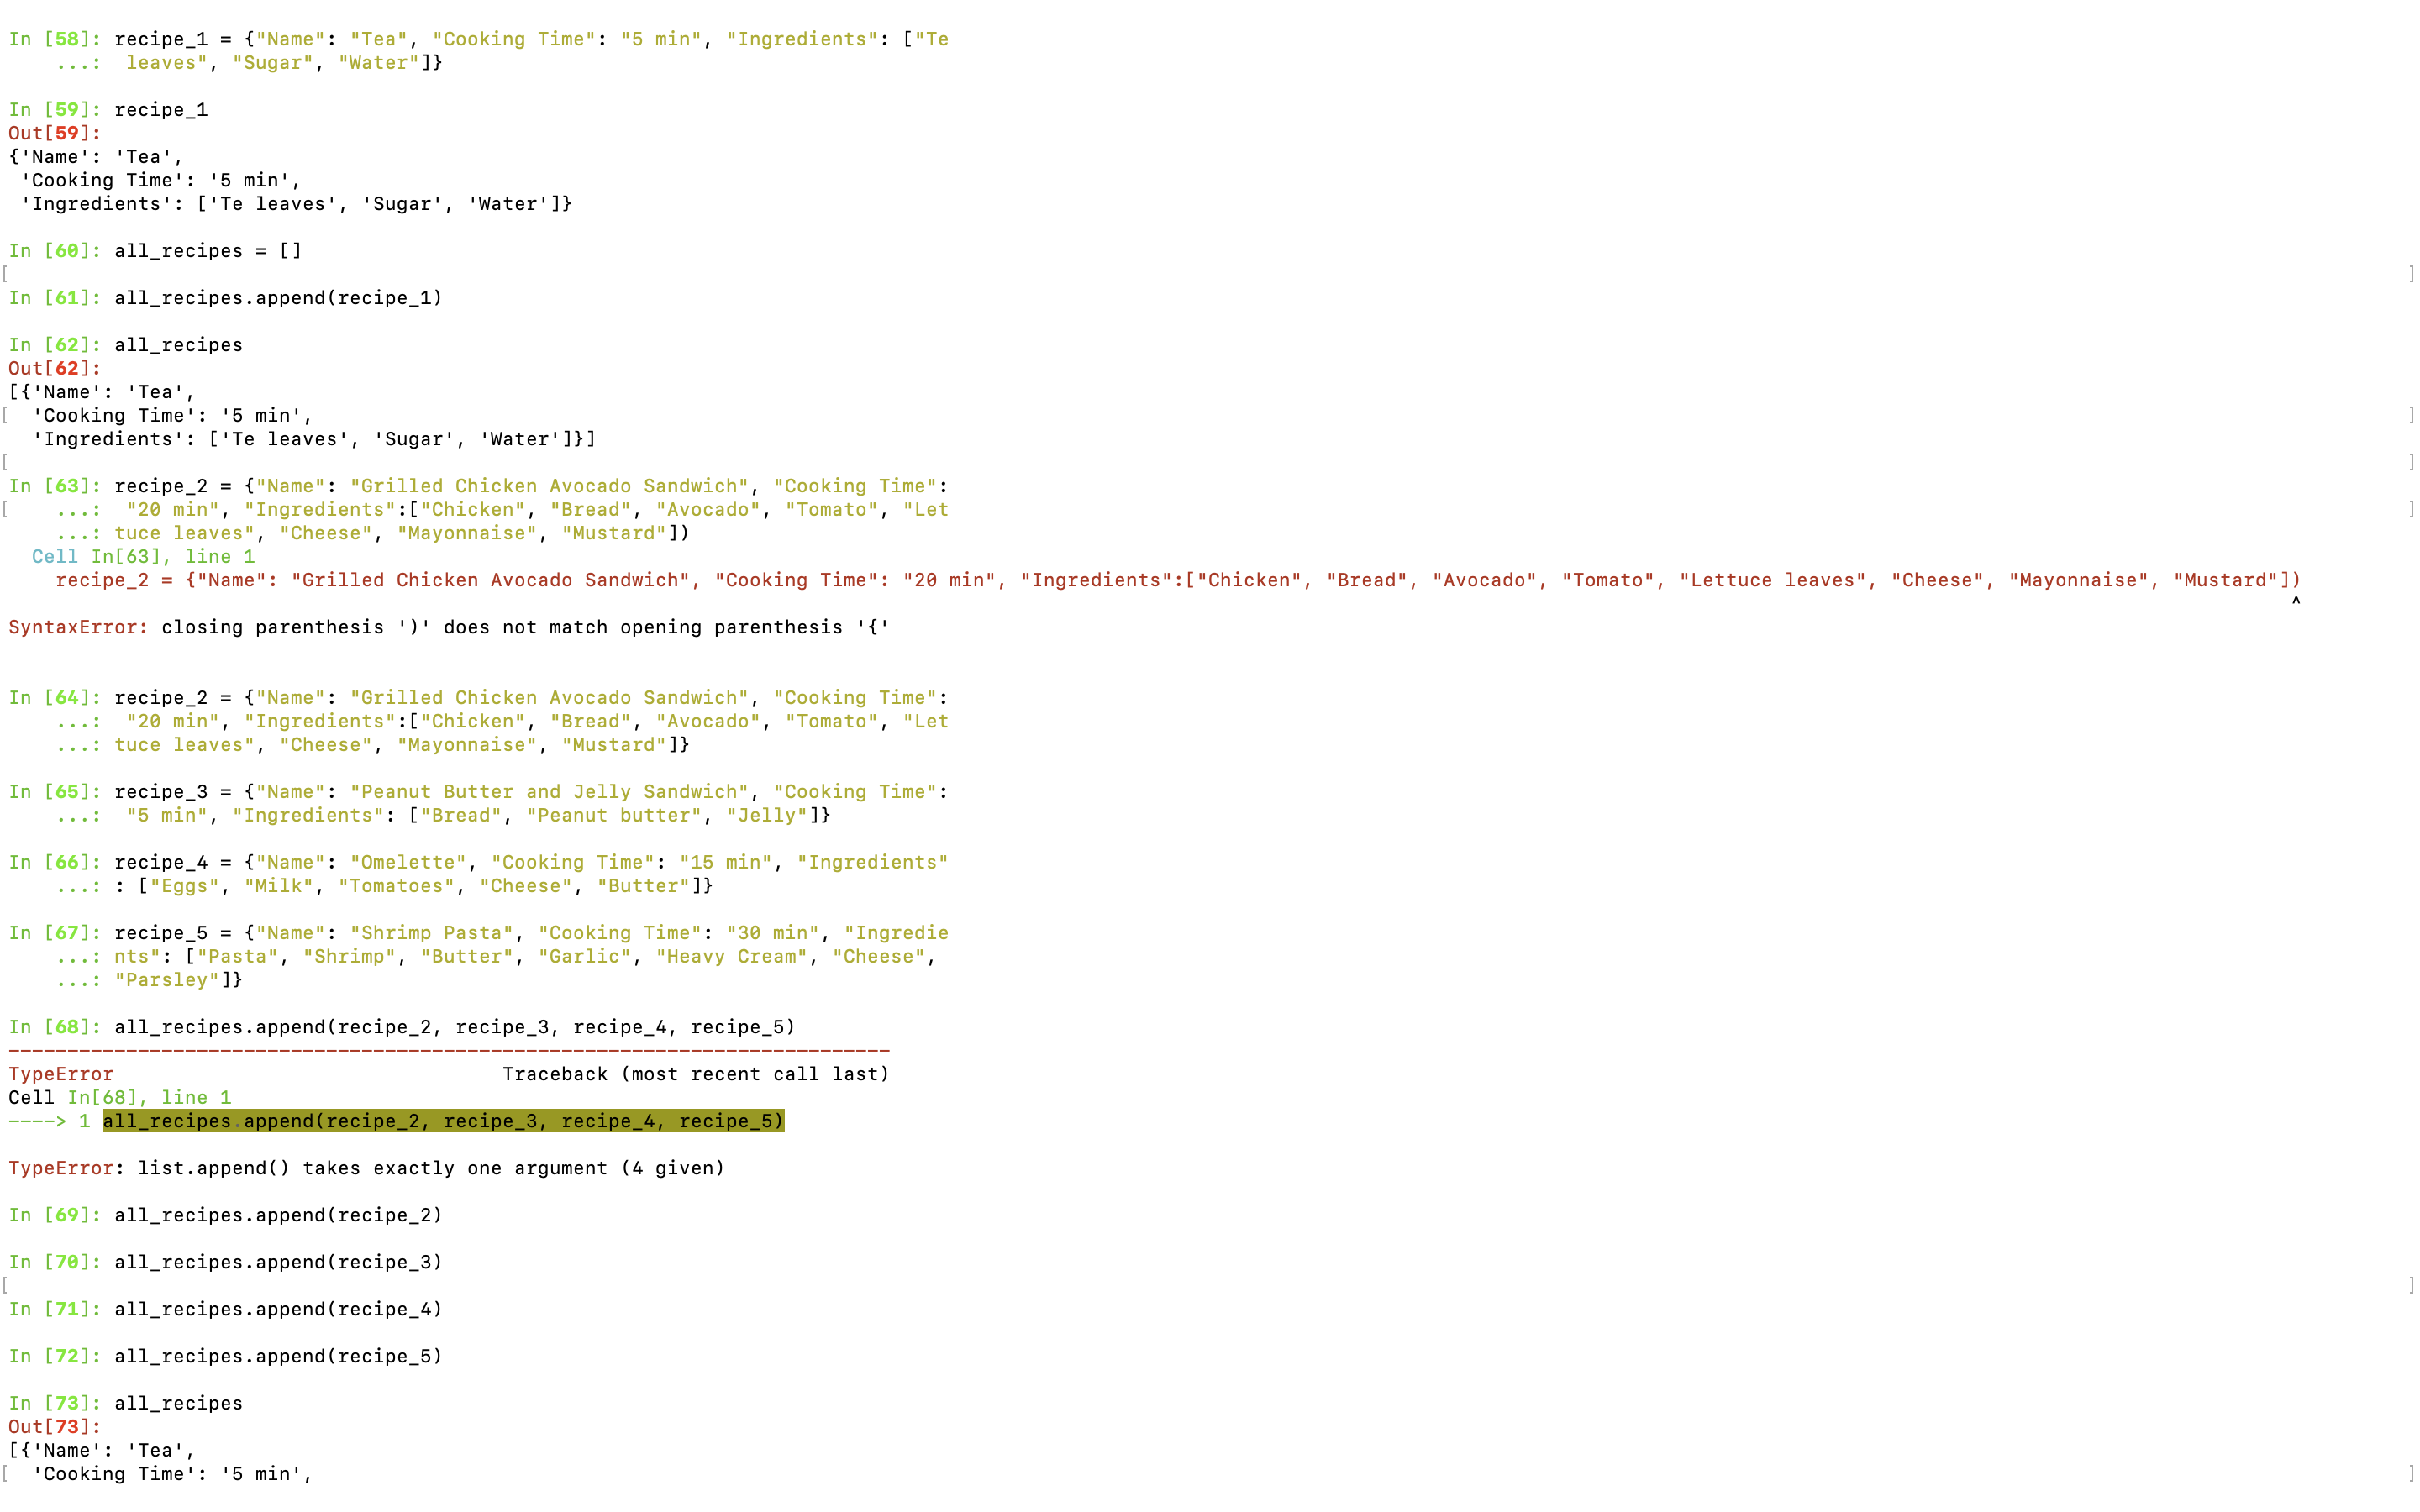 In [58]: recipe_1 = {"Name": "Tea", "Cooking Time": "5 min", "Ingredients": ["Te
    ...:  leaves", "Sugar", "Water"]}

In [59]: recipe_1
Out[59]:
{'Name': 'Tea',
 'Cooking Time': '5 min',
 'Ingredients': ['Te leaves', 'Sugar', 'Water']}

In [60]: all_recipes = []
[ ]
In [61]: all_recipes.append(recipe_1)

In [62]: all_recipes
Out[62]:
[{'Name': 'Tea',
[  'Cooking Time': '5 min', ]
  'Ingredients': ['Te leaves', 'Sugar', 'Water']}]
[ ]
In [63]: recipe_2 = {"Name": "Grilled Chicken Avocado Sandwich", "Cooking Time":
[    ...:  "20 min", "Ingredients":["Chicken", "Bread", "Avocado", "Tomato", "Let ]
    ...: tuce leaves", "Cheese", "Mayonnaise", "Mustard"])
  Cell In[63], line 1
    recipe_2 = {"Name": "Grilled Chicken Avocado Sandwich", "Cooking Time": "20 min", "Ingredients":["Chicken", "Bread", "Avocado", "Tomato", "Lettuce leaves", "Cheese", "Mayonnaise", "Mustard"])
^
SyntaxError: closing parenthesis ')' does not match opening parenthesis '{'

In [64]: recipe_2 = {"Name": "Grilled Chicken Avocado Sandwich", "Cooking Time":
    ...:  "20 min", "Ingredients":["Chicken", "Bread", "Avocado", "Tomato", "Let
    ...: tuce leaves", "Cheese", "Mayonnaise", "Mustard"]}

In [65]: recipe_3 = {"Name": "Peanut Butter and Jelly Sandwich", "Cooking Time":
    ...:  "5 min", "Ingredients": ["Bread", "Peanut butter", "Jelly"]}

In [66]: recipe_4 = {"Name": "Omelette", "Cooking Time": "15 min", "Ingredients"
    ...: : ["Eggs", "Milk", "Tomatoes", "Cheese", "Butter"]}

In [67]: recipe_5 = {"Name": "Shrimp Pasta", "Cooking Time": "30 min", "Ingredie
    ...: nts": ["Pasta", "Shrimp", "Butter", "Garlic", "Heavy Cream", "Cheese",
    ...: "Parsley"]}

In [68]: all_recipes.append(recipe_2, recipe_3, recipe_4, recipe_5)
---------------------------------------------------------------------------
TypeError                                 Traceback (most recent call last)
Cell In[68], line 1
----> 1 all_recipes.append(recipe_2, recipe_3, recipe_4, recipe_5)

TypeError: list.append() takes exactly one argument (4 given)

In [69]: all_recipes.append(recipe_2)

In [70]: all_recipes.append(recipe_3)
[ ]
In [71]: all_recipes.append(recipe_4)

In [72]: all_recipes.append(recipe_5)

In [73]: all_recipes
Out[73]:
[{'Name': 'Tea',
[  'Cooking Time': '5 min', ]